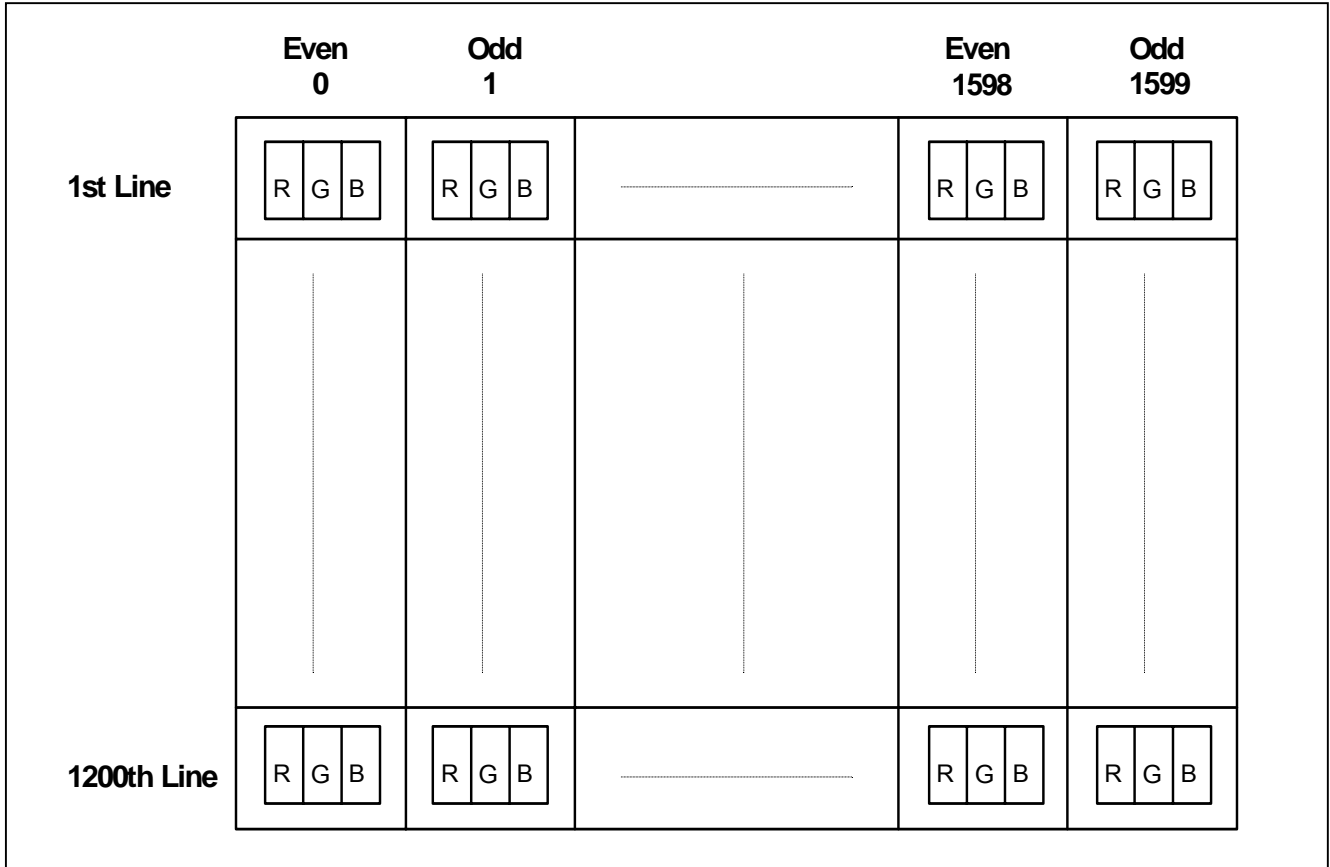 Even Odd Even Odd
0 1 1598 1599
1st Line R G B R G B R G B R G B
1200th Line R G B R G B R G B R G B